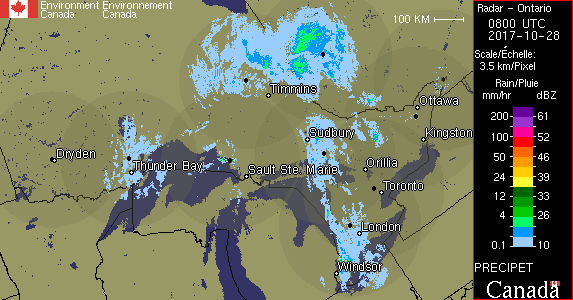 Environment Environnement
Canada Canada
100 KM
Timmins
Ottawa
Sudbury
Kingston
Dryden
Thunder Bay
Sault Ste. Marie
Orillia
Toronto
London
Windsor
Radar - Ontario
0800 UTC
2017-10-28
Scale/Échelle:
3.5 km/Pixel
Rain/Pluie
mm/hr dBZ
200 61
100 52
50 46
24 39
12 33
4 26
0.1 10
PRECIPET
Canada